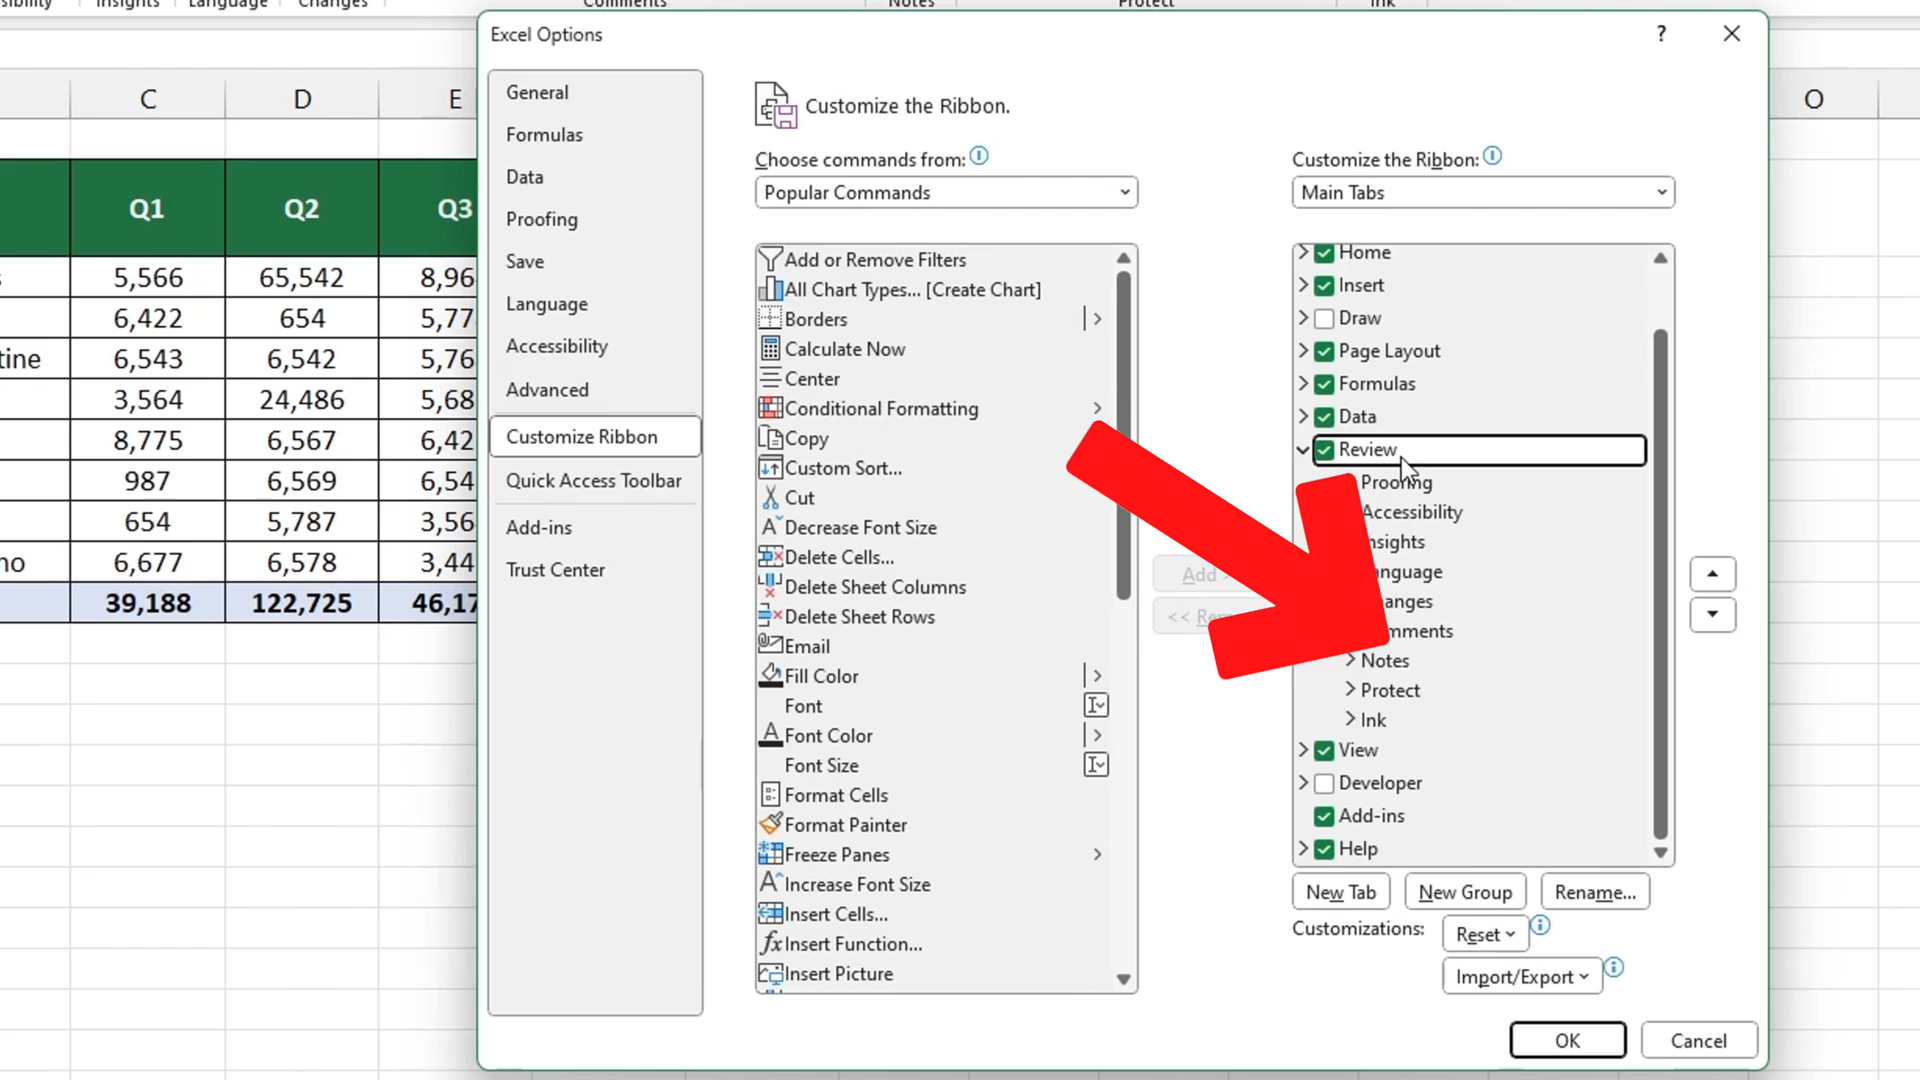 Insights
Language
Changes
Comments
Notes
Protect
Ink
Excel Options
?
C
D
E
O
Q1
Q2
Q3
5,566
65,542
6,422
654
tine
6,543
6,542
3,564
24,486
8,775
6,567
987
6,569
654
5,787
6,677
6,578
39,188
122,725
General
Formulas
Data
Proofing
Save
Language
Accessibility
Advanced
Customize Ribbon
Quick Access Toolbar
Add-ins
Trust Center
Customize the Ribbon.
Choose commands from:
Popular Commands
Add or Remove Filters
All Chart Types... [Create Chart]
Borders
Calculate Now
Center
Conditional Formatting
Copy
Custom Sort...
Cut
Decrease Font Size
Delete Cells...
Delete Sheet Columns
Delete Sheet Rows
Email
Fill Color
Font
Font Color
Font Size
Format Cells
Format Painter
Freeze Panes
Increase Font Size
Insert Cells...
Insert Function...
Insert Picture
Add
<<
Customize the Ribbon:
Main Tabs
Home
Insert
Draw
Page Layout
Formulas
Data
Review
Proofing
Accessibility
nsights
anguage
anges
mments
Notes
Protect
Ink
View
Developer
Add-ins
Help
New Tab
New Group
Rename...
Customizations:
Reset
Import/Export
OK
Cancel